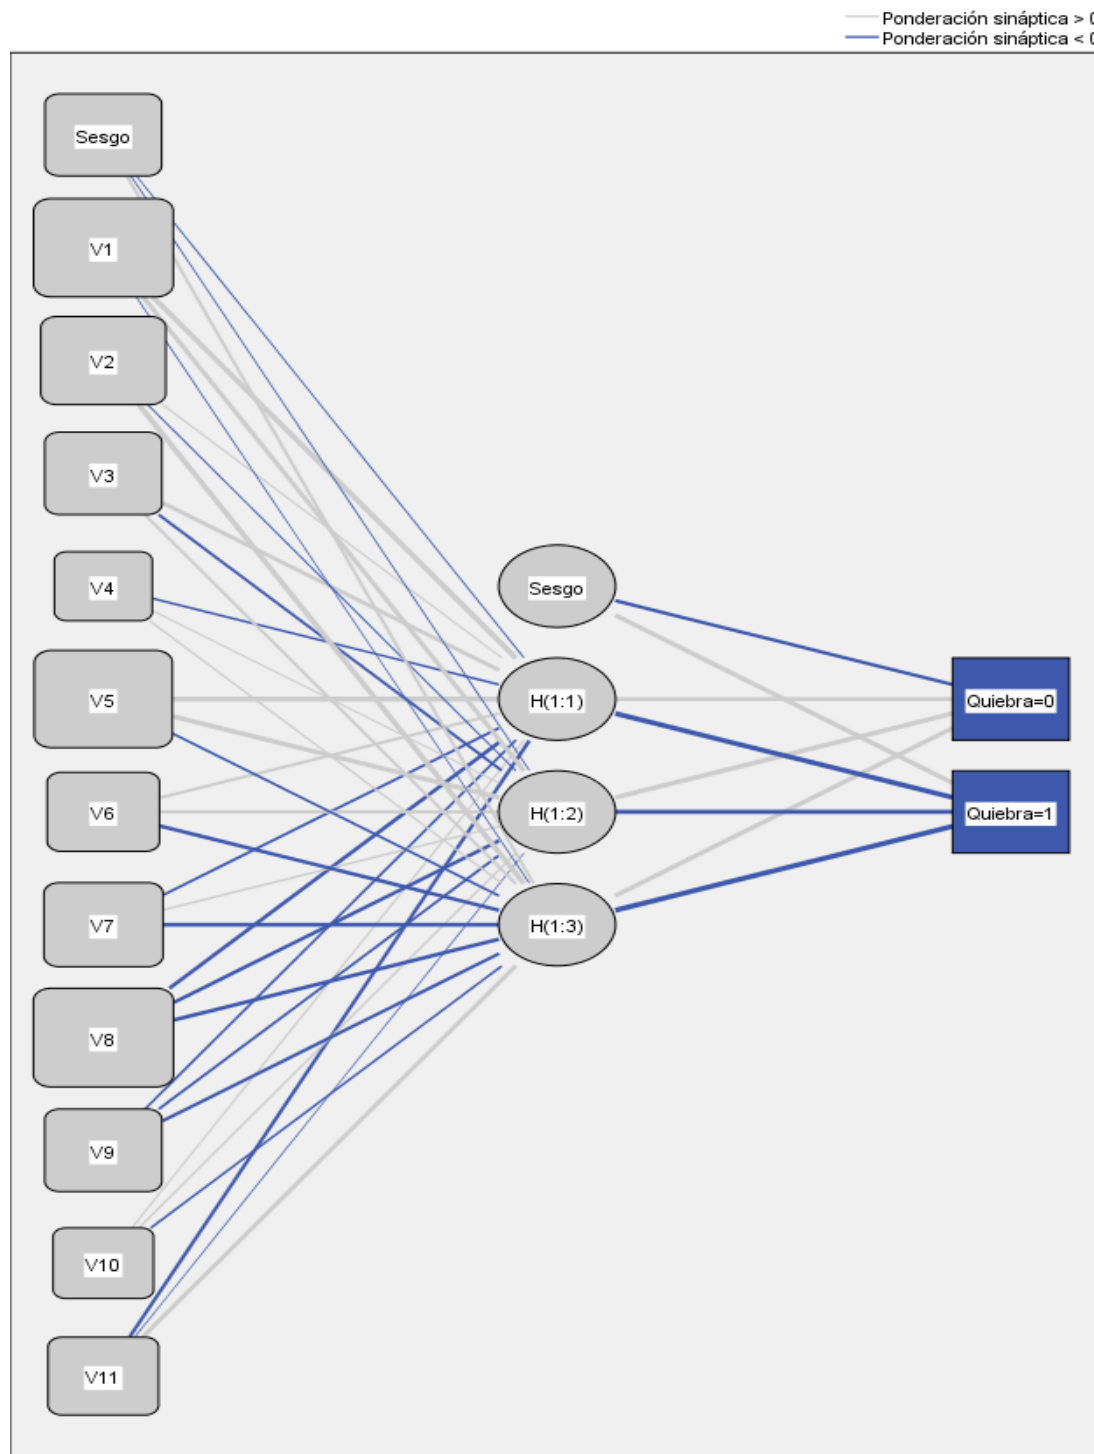 Ponderación sináptica > 0
Ponderación sináptica < 0
Sesgo
V1
V2
V3
V4
V5
V6
V7
V8
V9
V10
V11
Sesgo
H(1:1)
H(1:2)
H(1:3)
Quiebra=0
Quiebra=1